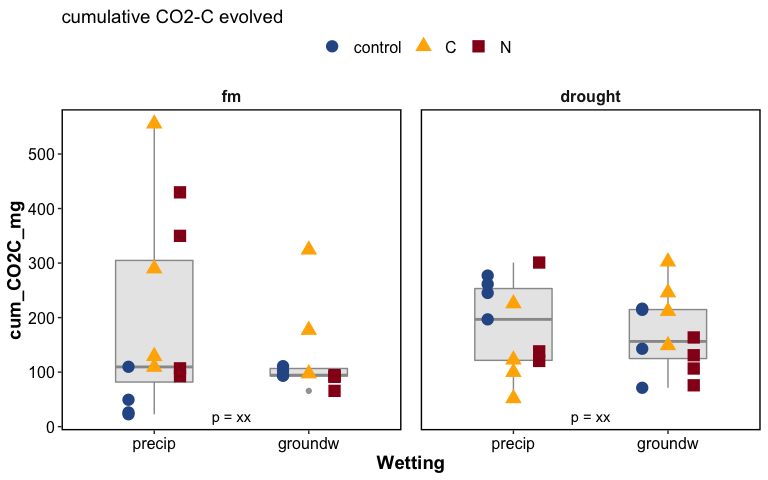 cumulative CO2-C evolved
control C N
fm
drought
cum_CO2C_mg
500
400
300
200
100
0
p = xx
p = xx
precip groundw
precip groundw
Wetting